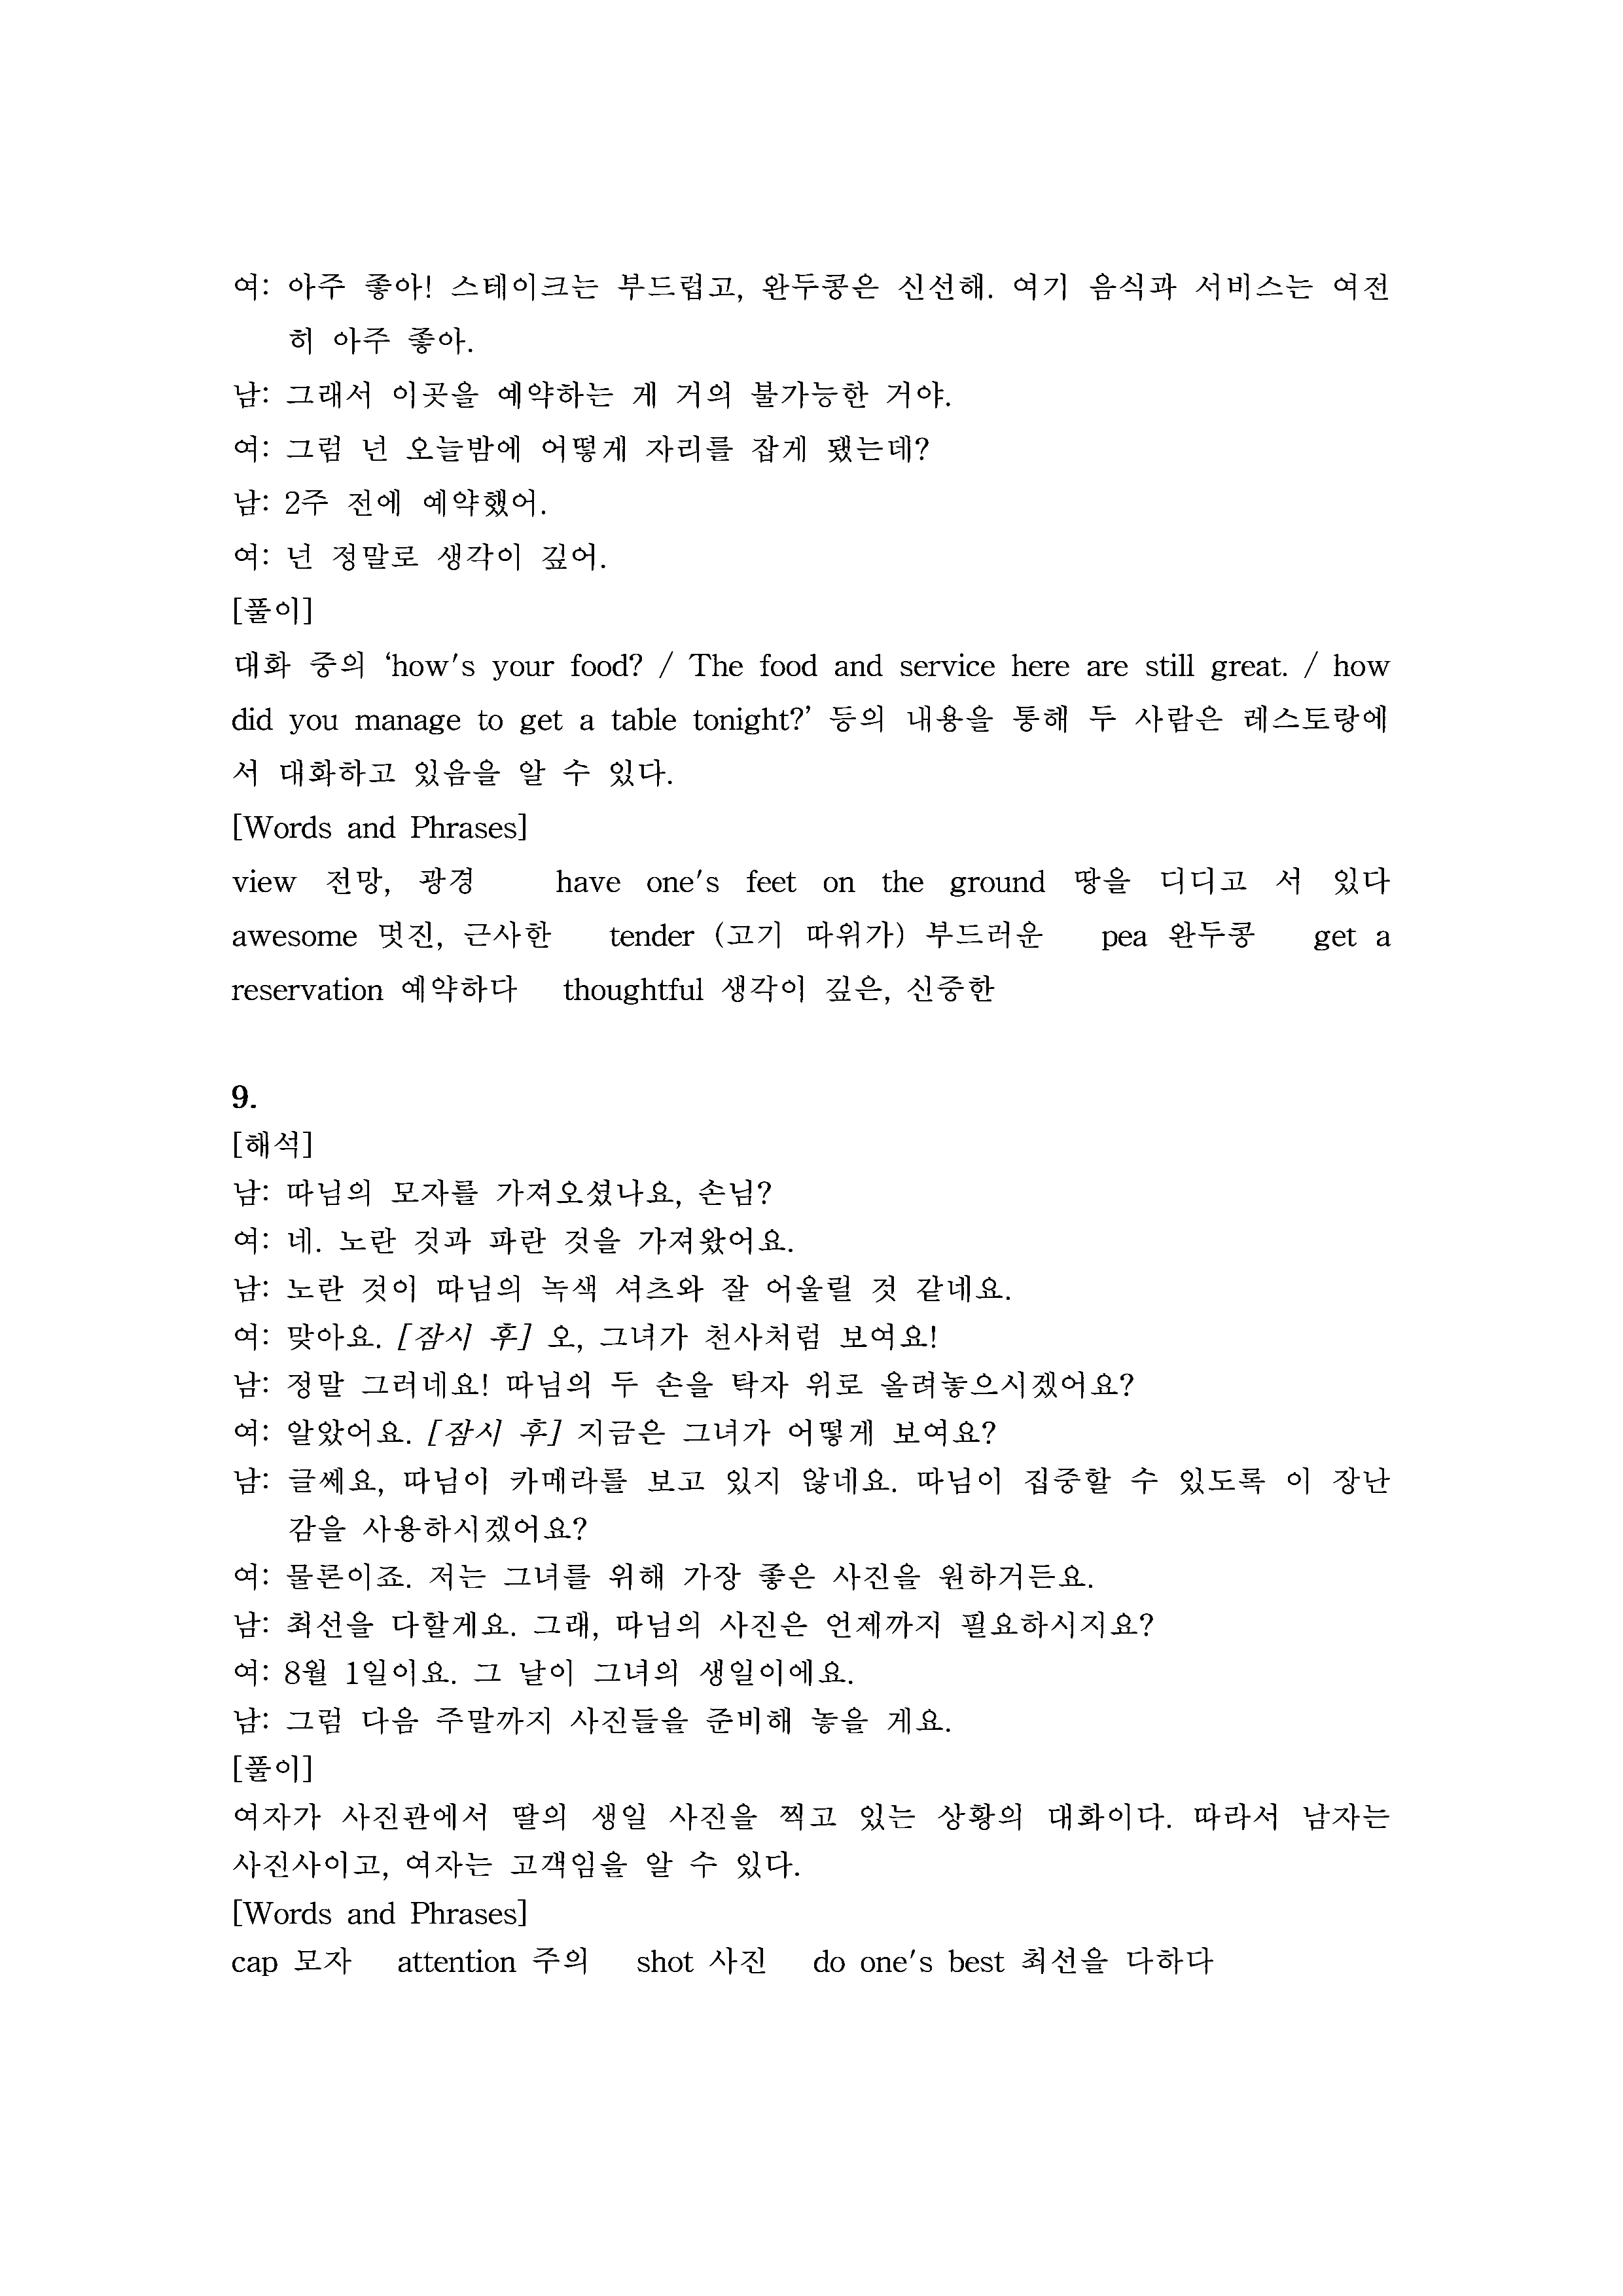 여: 아주 좋아! 스테이크는 부드럽고, 완두콩은 신선해. 여기 음식과 서비스는 여전
히 아주 좋아.
남: 그래서 이곳을 예약하는 게 거의 불가능한 거야.
여: 그럼 넌 오늘밤에 어떻게 자리를 잡게 됐는데?
남: 2주 전에 예약했어.
여: 넌 정말로 생각이 깊어.
[풀이]
대화 중의 ‘how's your food? / The food and service here are still great. / how
did you manage to get a table tonight?’ 등의 내용을 통해 두 사람은 레스토랑에
서 대화하고 있음을 알 수 있다.
[Words and Phrases]
view 전망, 광경 have one's feet on the ground 땅을 디디고 서 있다
awesome 멋진, 근사한 tender (고기 따위가) 부드러운 pea 완두콩 get a
reservation 예약하다 thoughtful 생각이 깊은, 신중한
9.
[해석]
남: 따님의 모자를 가져오셨나요, 손님?
여: 네. 노란 것과 파란 것을 가져왔어요.
남: 노란 것이 따님의 녹색 셔츠와 잘 어울릴 것 같네요.
여: 맞아요. [잠시 후] 오, 그녀가 천사처럼 보여요!
남: 정말 그러네요! 따님의 두 손을 탁자 위로 올려놓으시겠어요?
여: 알았어요. [잠시 후] 지금은 그녀가 어떻게 보여요?
남: 글쎄요, 따님이 카메라를 보고 있지 않네요. 따님이 집중할 수 있도록 이 장난
감을 사용하시겠어요?
여: 물론이죠. 저는 그녀를 위해 가장 좋은 사진을 원하거든요.
남: 최선을 다할게요. 그래, 따님의 사진은 언제까지 필요하시지요?
여: 8월 1일이요. 그 날이 그녀의 생일이에요.
남: 그럼 다음 주말까지 사진들을 준비해 놓을 게요.
[풀이]
여자가 사진관에서 딸의 생일 사진을 찍고 있는 상황의 대화이다. 따라서 남자는
사진사이고, 여자는 고객임을 알 수 있다.
[Words and Phrases]
cap 모자 attention 주의 shot 사진 do one's best 최선을 다하다